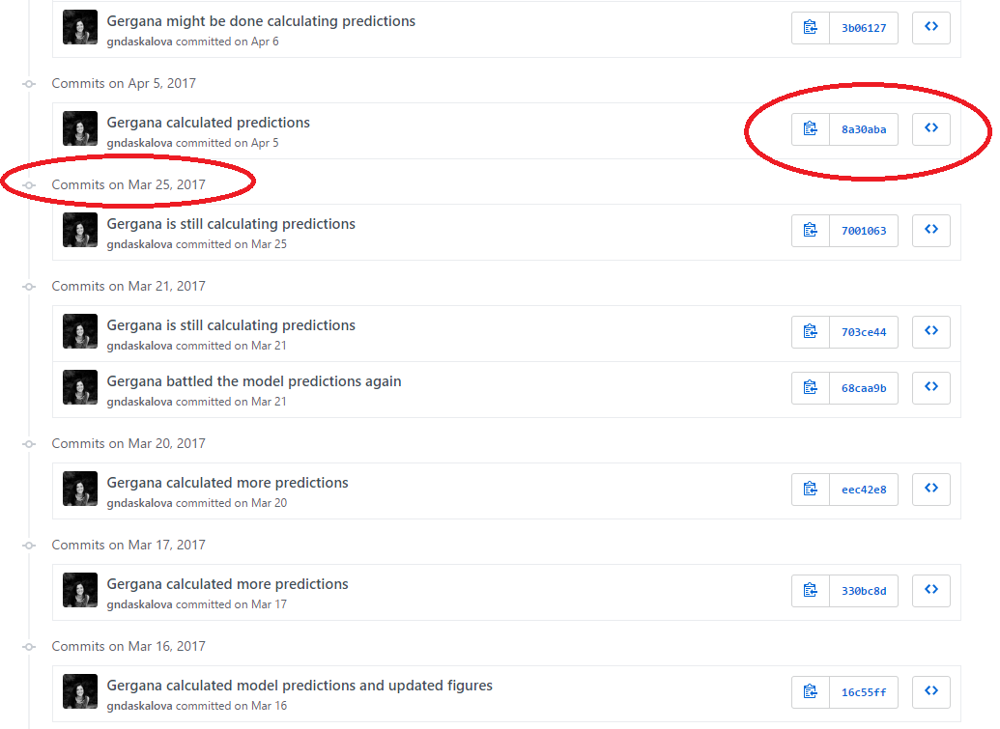 Gergana might be done calculating predictions
gndaskalova committed on Apr 6
3b06127
Commits on Apr 5, 2017
Gergana calculated predictions
gndaskalova committed on Apr 5
8a30aba
Commits on Mar 25, 2017
Gergana is still calculating predictions
gndaskalova committed on Mar 25
7001063
Commits on Mar 21, 2017
Gergana is still calculating predictions
gndaskalova committed on Mar 21
703ce44
Gergana battled the model predictions again
gndaskalova committed on Mar 21
68caa9b
Commits on Mar 20, 2017
Gergana calculated more predictions
gndaskalova committed on Mar 20
eec42e8
Commits on Mar 17, 2017
Gergana calculated more predictions
gndaskalova committed on Mar 17
330bc8d
Commits on Mar 16, 2017
Gergana calculated model predictions and updated figures
gndaskalova committed on Mar 16
16c55ff